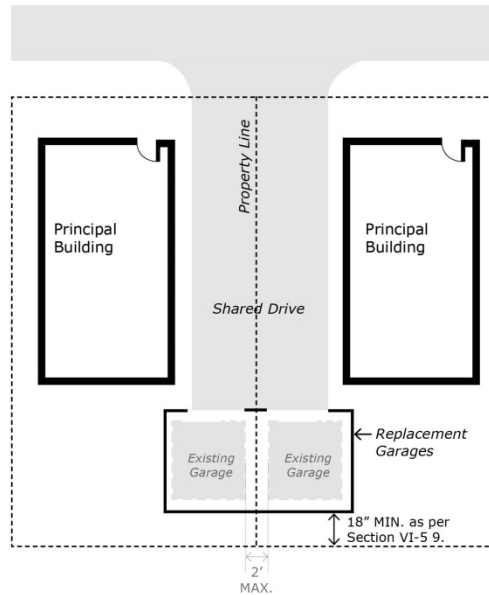 Property Line
Principal
Building
Principal
Building
Shared Drive
Existing
Garage
Existing
Garage
Replacement
Garages
18” MIN. as per
Section VI-5 9.
2’
MAX.